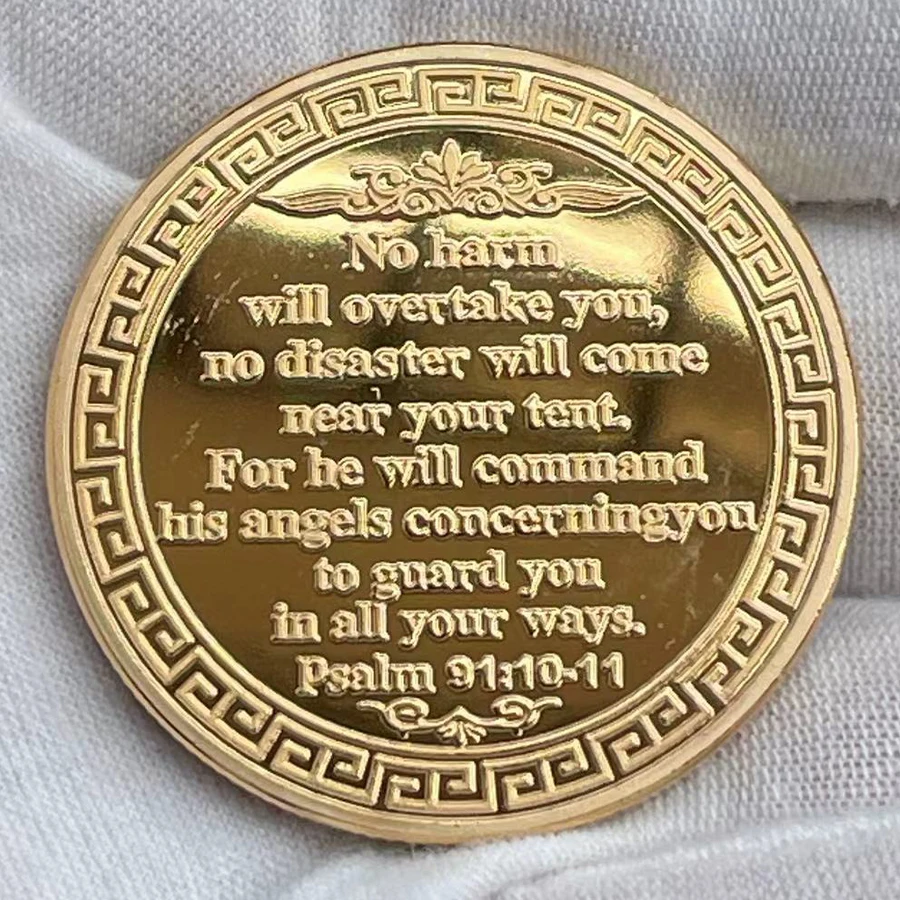 No harm
will overtake you,
no disaster will come
near your tent.
For he will command
his angels concerningyou
to guard you
in all your ways.
Psalm 91:10-11